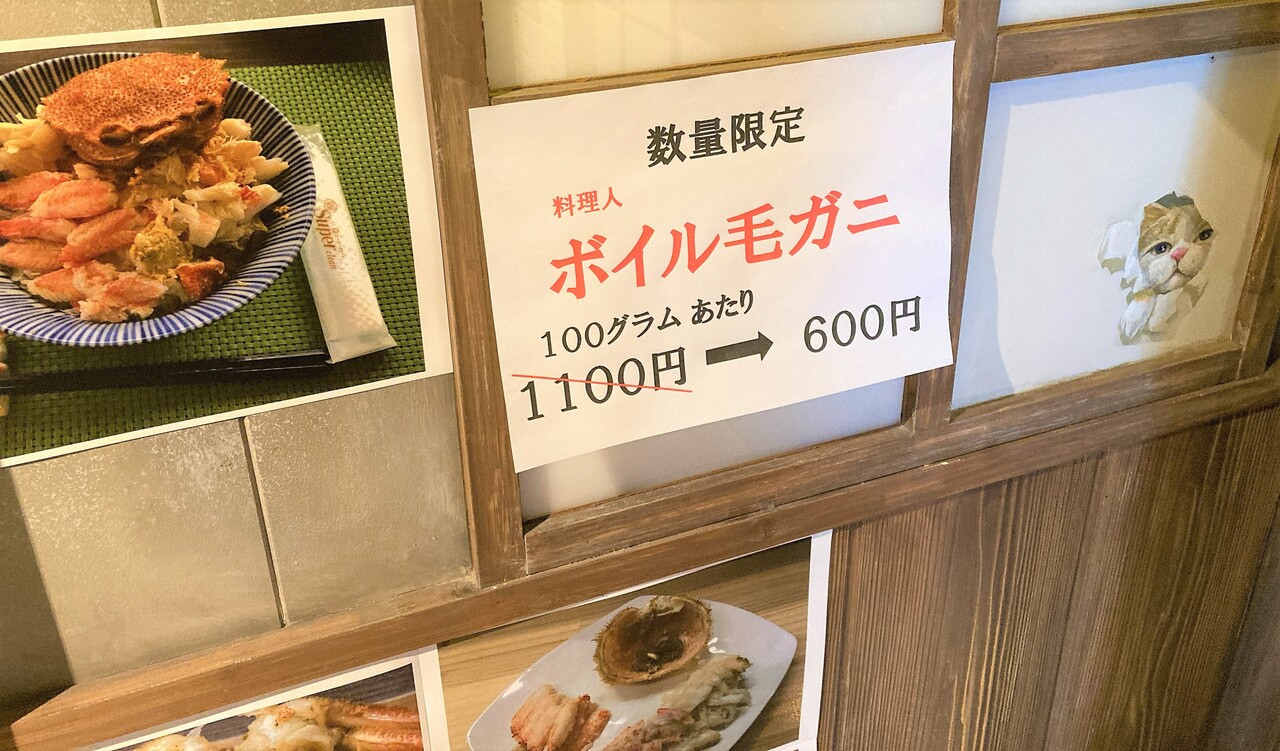 数量限定
料理人
ボイル毛ガニ
100グラム あたり
1100円 → 600円
Super